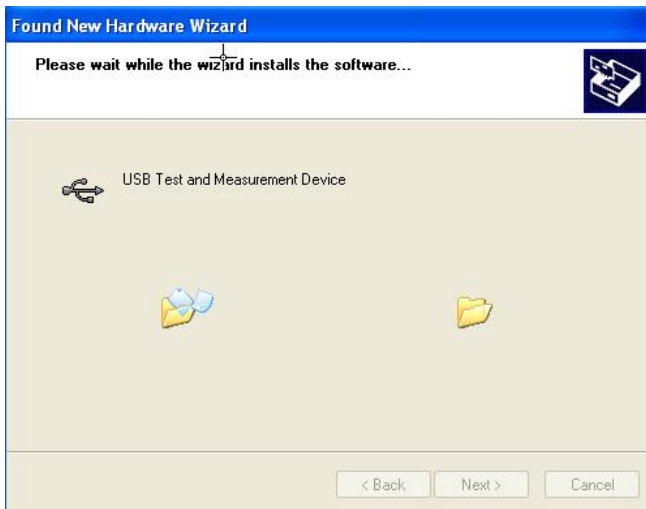 Found New Hardware Wizard
Please wait while the wizard installs the software...
USB Test and Measurement Device
< Back
Next >
Cancel